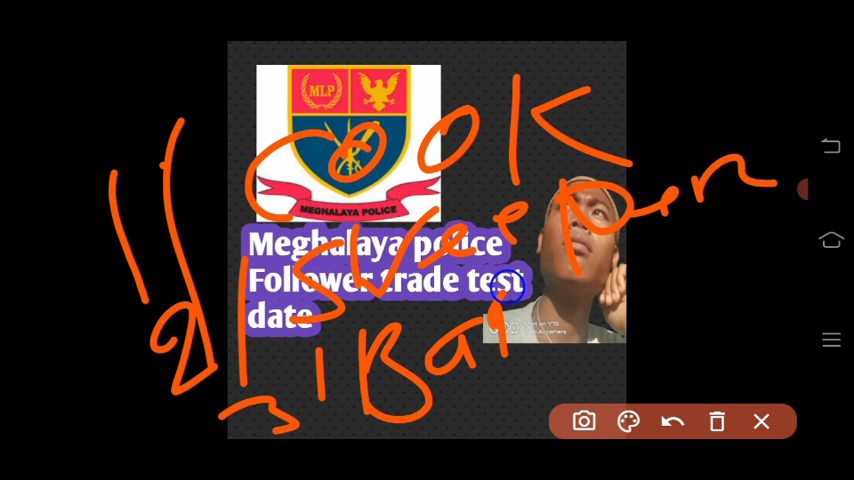 MLP
MEGHALAYA POLICE
Meghalaya police
Follower trade test
date
1 COOK
2 Sweeper
3 Bar